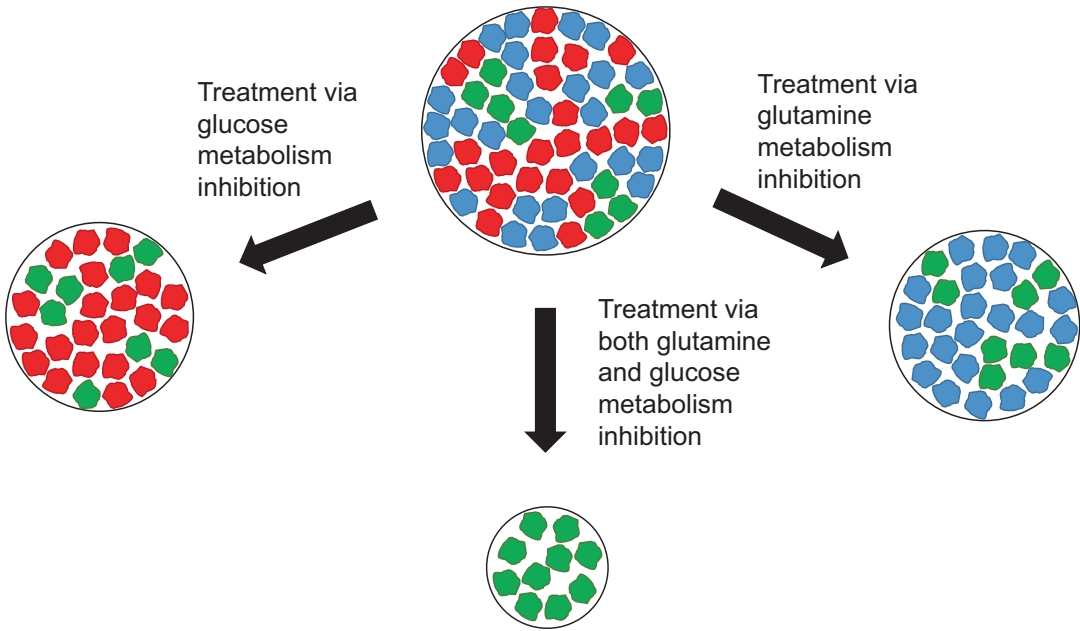 Treatment via
glucose
metabolism
inhibition
Treatment via
glutamine
metabolism
inhibition
Treatment via
both glutamine
and glucose
metabolism
inhibition